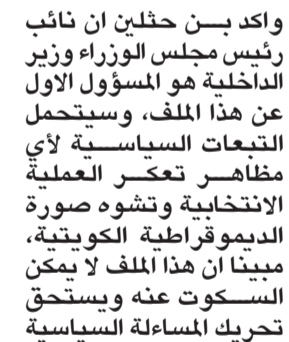 واكد بن حثلين ان نائب
رئيس مجلس الوزراء وزير
الداخلية هو المسؤول الاول
عن هذا الملف، وسيتحمل
التبعات السياسية لأي
مظاهر تعكر العملية
الانتخابية وتشوه صورة
الديموقراطية الكويتية،
مبينا ان هذا الملف لا يمكن
السكوت عنه ويستحق
تحريك المساءلة السياسية